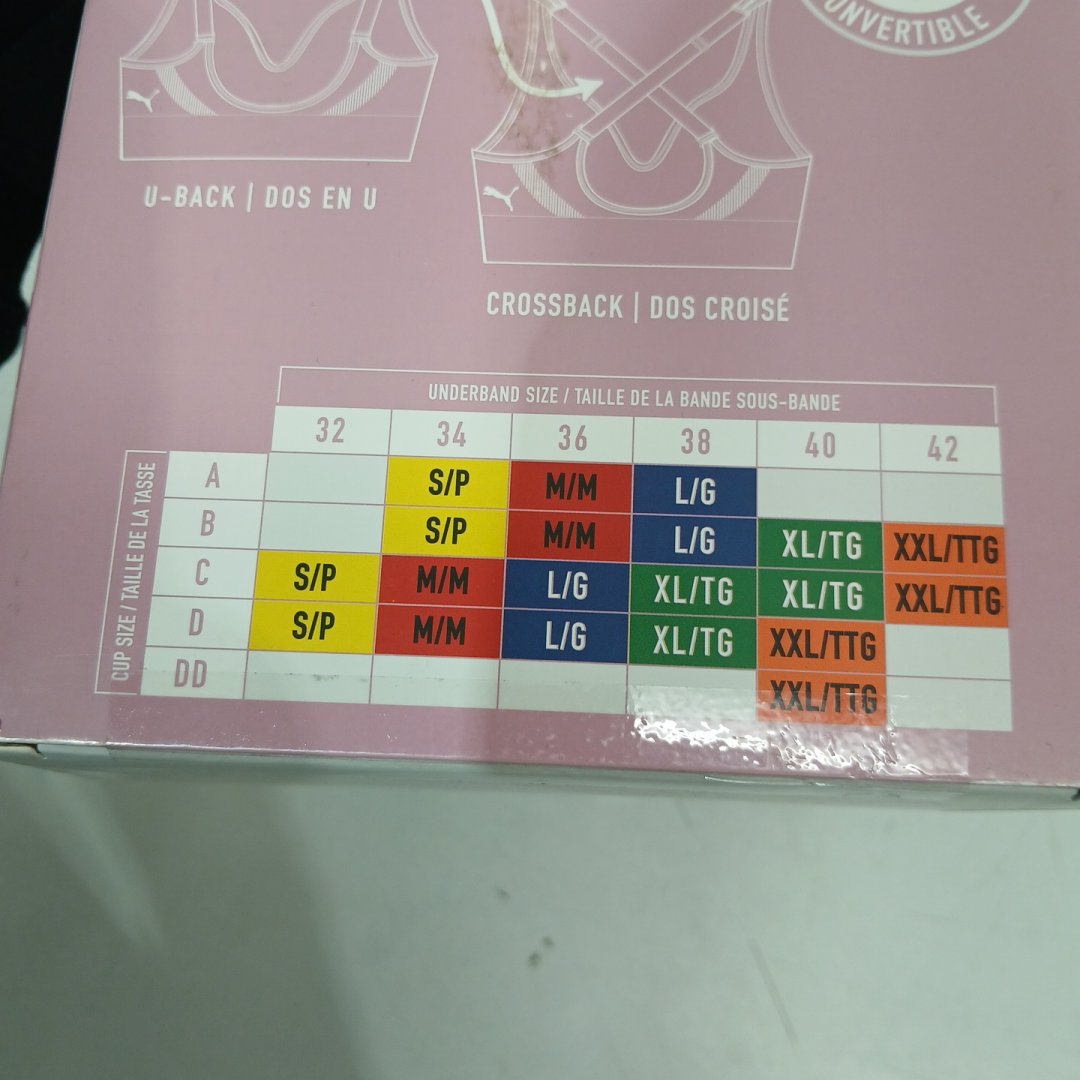 ONVERTIBLE
U-BACK | DOS EN U
CROSSBACK | DOS CROISÉ
UNDERBAND SIZE / TAILLE DE LA BANDE SOUS-BANDE
32 34 36 38 40 42
CUP SIZE / TAILLE DE LA TASSE
A S/P M/M L/G
B S/P M/M L/G XL/TG XXL/TTG
C S/P M/M L/G XL/TG XL/TG XXL/TTG
D S/P M/M L/G XL/TG XXL/TTG
DD XXL/TTG